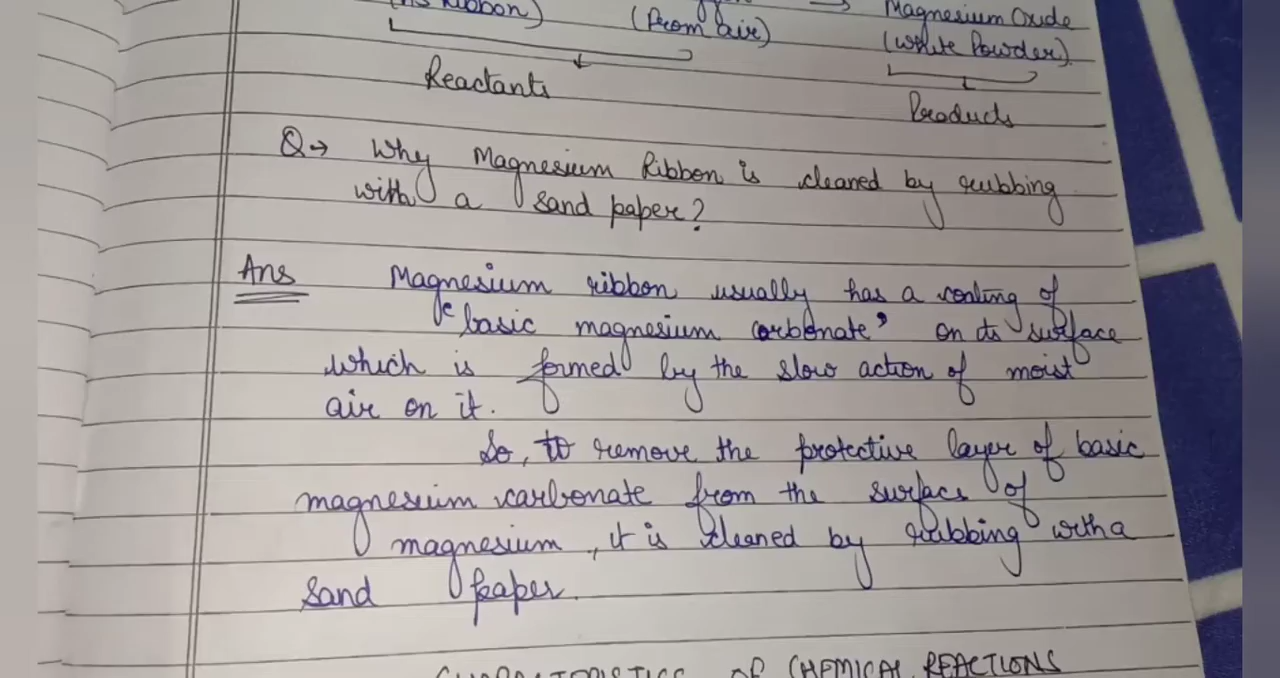 Ribbon) (From air) → Magnesium Oxide
(White Powder).
Reactants
Products
Q→ Why Magnesium Ribbon is cleaned by rubbing
with a sand paper?
Ans Magnesium ribbon usually has a coating of
"basic magnesium carbonate" on its surface
which is formed by the slow action of moist
air on it.
So, to remove the protective layer of basic
magnesium carbonate from the surface of
magnesium, it is cleaned by rubbing with a
sand paper.
CHARACTERISTICS OF CHEMICAL REACTIONS